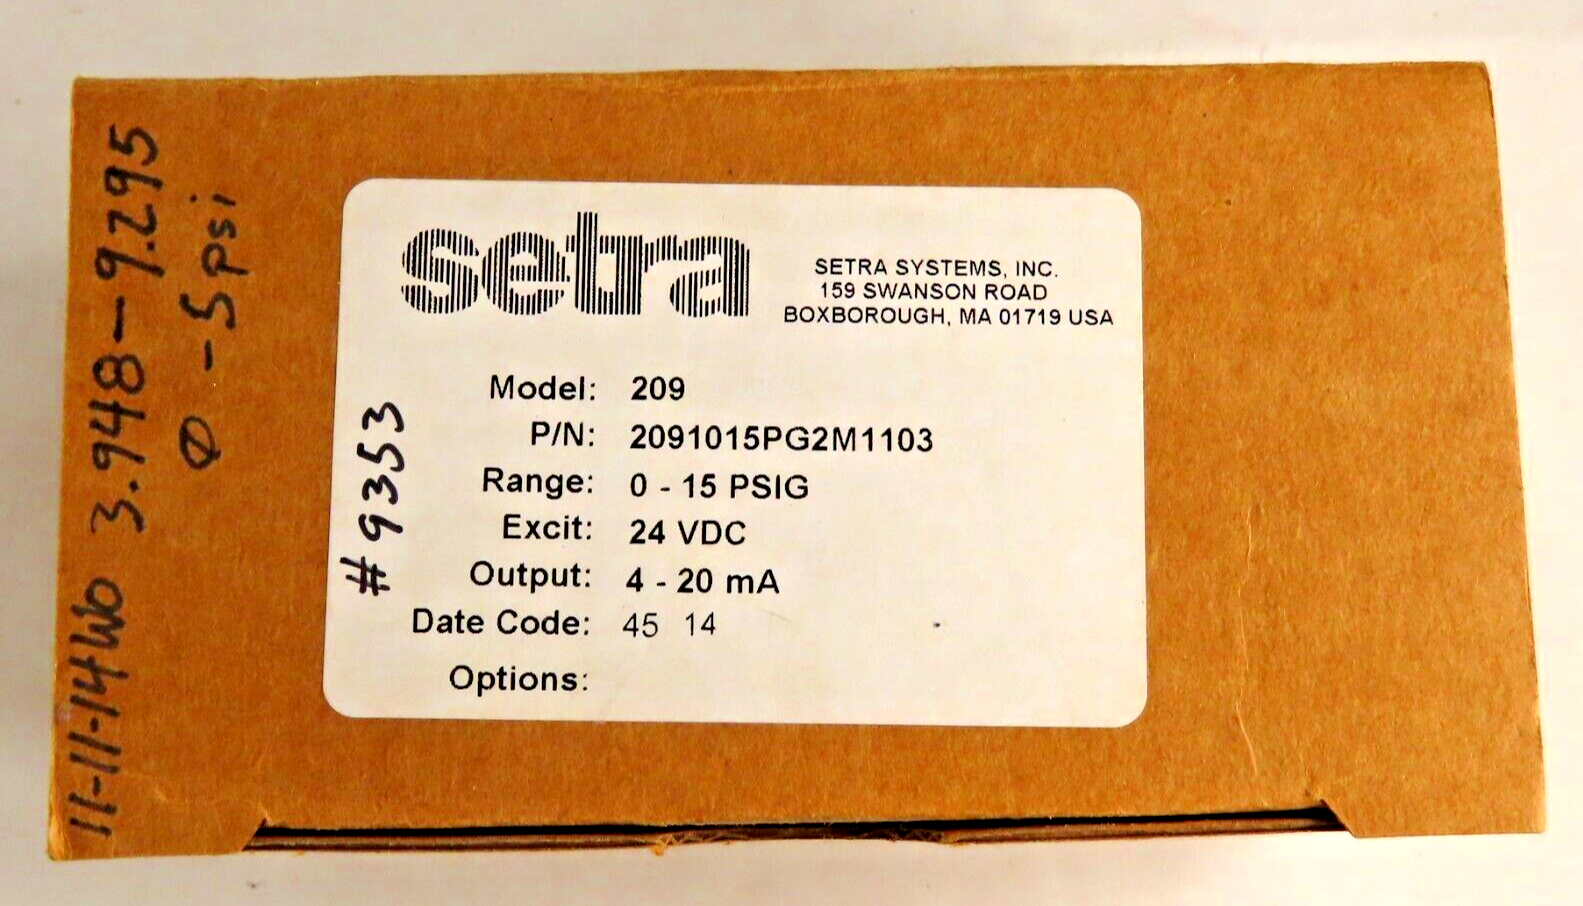 11-11-14 Wo 3.948-9.295
0-5psi
#9353
setra
SETRA SYSTEMS, INC.
159 SWANSON ROAD
BOXBOROUGH, MA 01719 USA
Model: 209
P/N: 2091015PG2M1103
Range: 0 - 15 PSIG
Excit: 24 VDC
Output: 4 - 20 mA
Date Code: 45 14
Options: